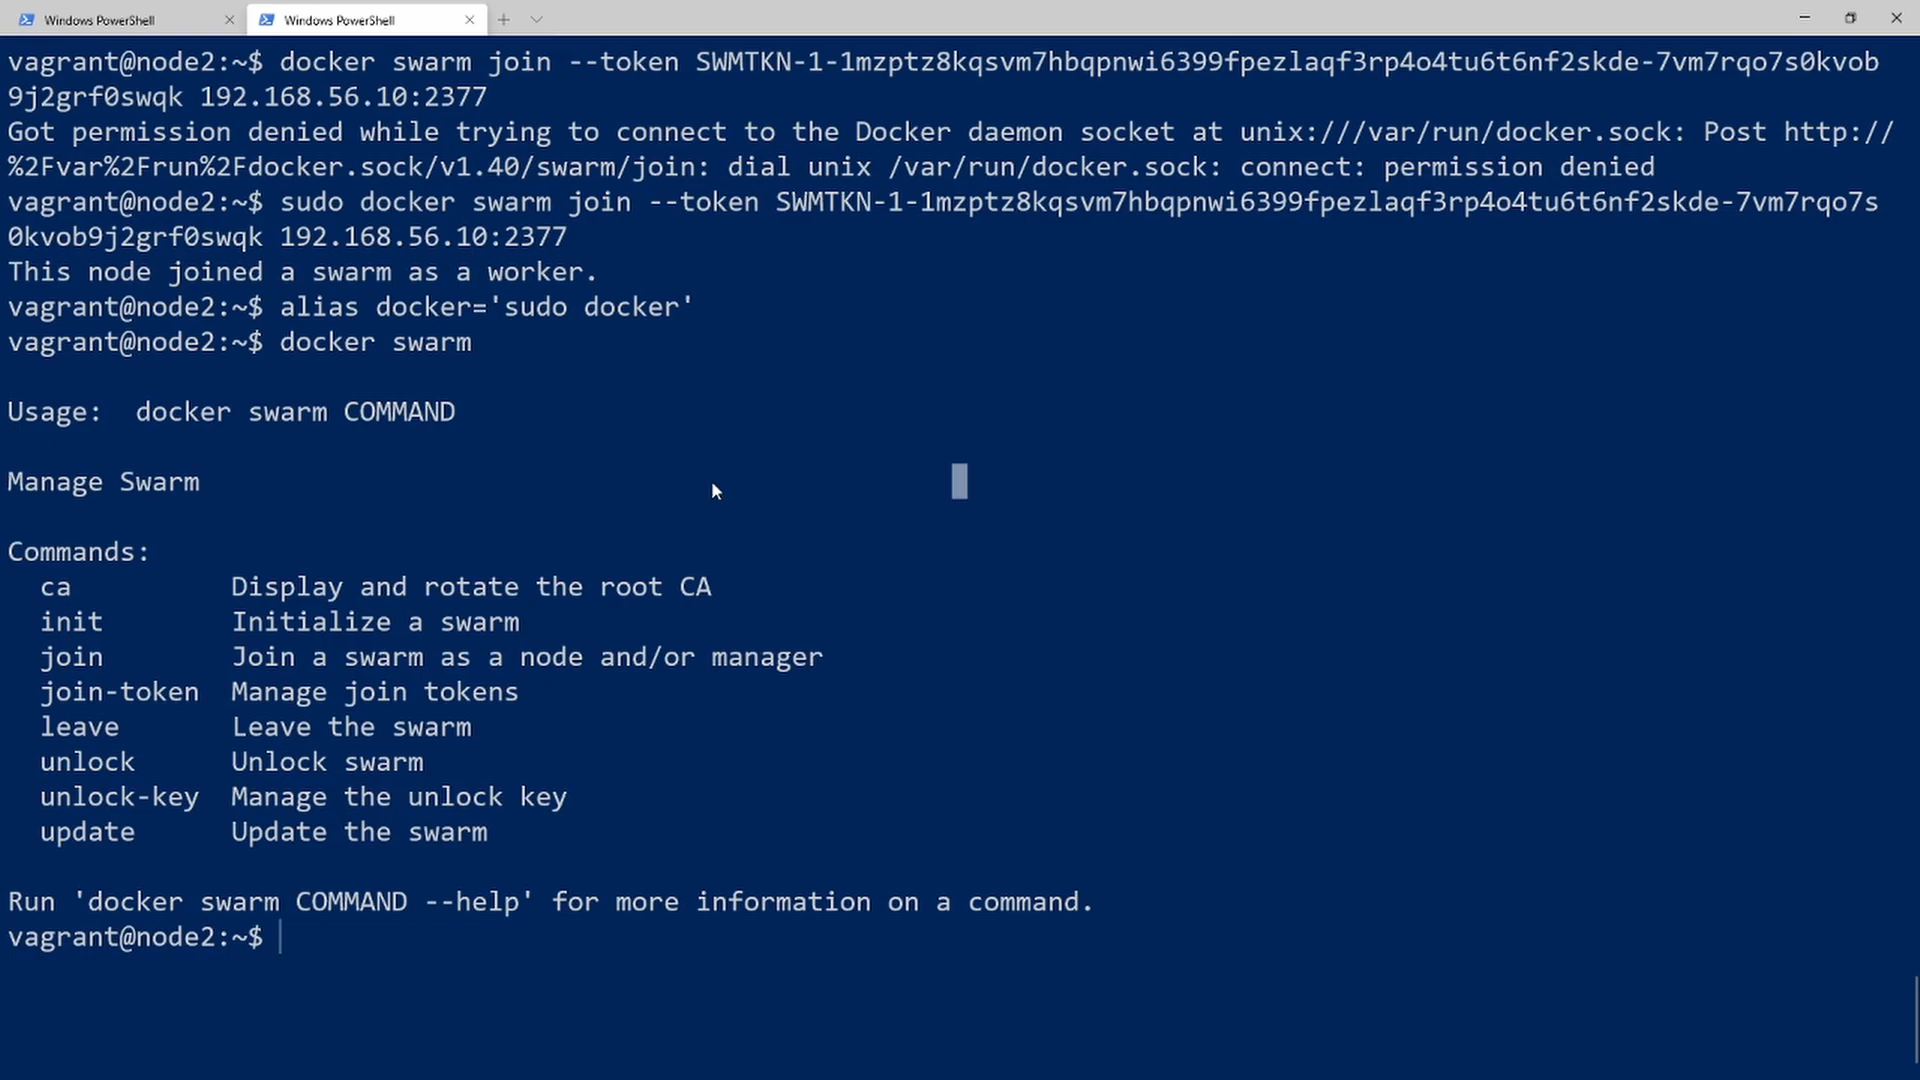 Windows PowerShell
Windows PowerShell
vagrant@node2:~$ docker swarm join --token SWMTKN-1-1mzptz8kqsvm7hbqpnwi6399fpezlaqf3rp4o4tu6t6nf2skde-7vm7rqo7s0kvob
9j2grf0swqk 192.168.56.10:2377
Got permission denied while trying to connect to the Docker daemon socket at unix:///var/run/docker.sock: Post http://
%2Fvar%2Frun%2Fdocker.sock/v1.40/swarm/join: dial unix /var/run/docker.sock: connect: permission denied
vagrant@node2:~$ sudo docker swarm join --token SWMTKN-1-1mzptz8kqsvm7hbqpnwi6399fpezlaqf3rp4o4tu6t6nf2skde-7vm7rqo7s
0kvob9j2grf0swqk 192.168.56.10:2377
This node joined a swarm as a worker.
vagrant@node2:~$ alias docker='sudo docker'
vagrant@node2:~$ docker swarm
Usage:  docker swarm COMMAND
Manage Swarm
Commands:
  ca          Display and rotate the root CA
  init        Initialize a swarm
  join        Join a swarm as a node and/or manager
  join-token  Manage join tokens
  leave       Leave the swarm
  unlock      Unlock swarm
  unlock-key  Manage the unlock key
  update      Update the swarm
Run 'docker swarm COMMAND --help' for more information on a command.
vagrant@node2:~$